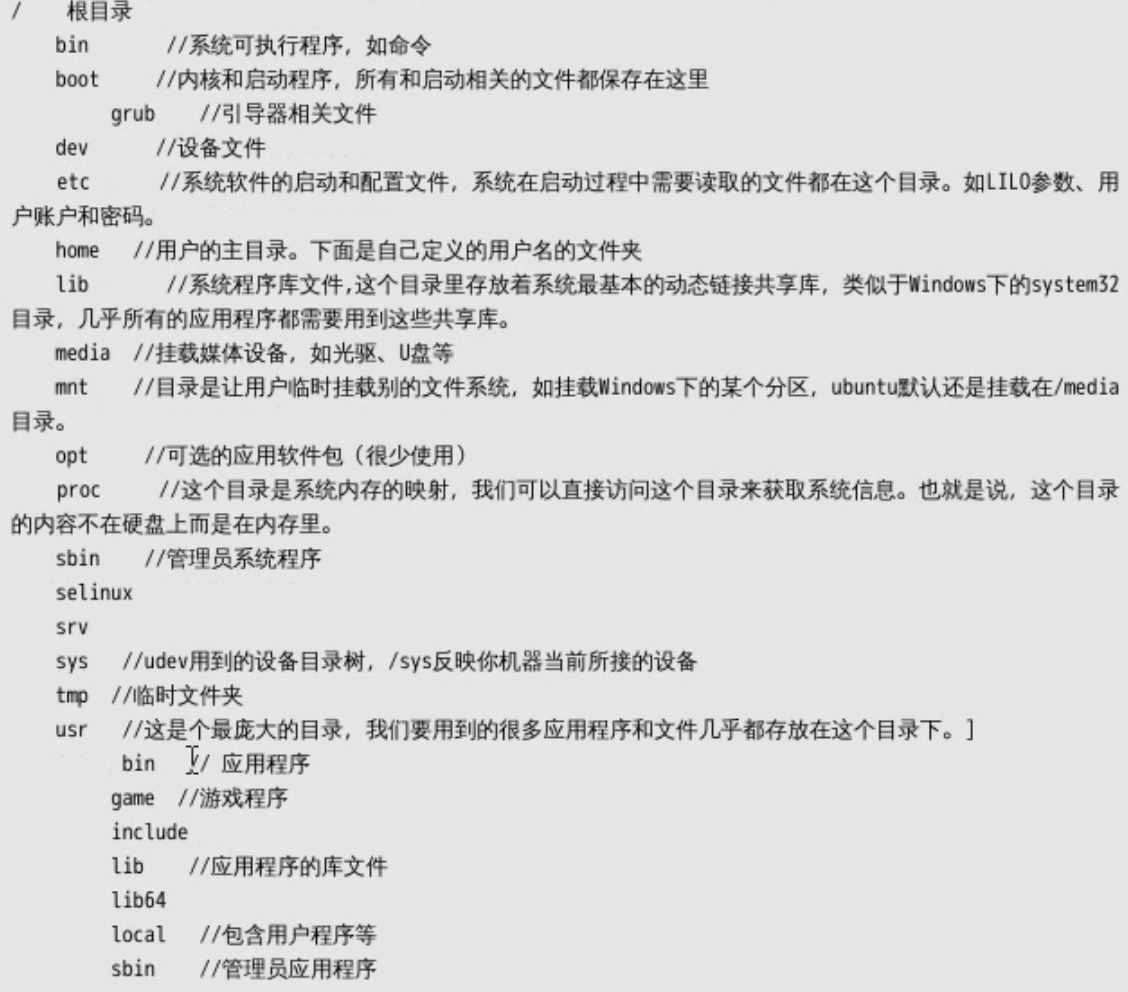 /    根目录
bin       //系统可执行程序，如命令
boot     //内核和启动程序，所有和启动相关的文件都保存在这里
grub    //引导器相关文件
dev      //设备文件
etc      //系统软件的启动和配置文件，系统在启动过程中需要读取的文件都在这个目录。如LILO参数、用
户账户和密码。
home   //用户的主目录。下面是自己定义的用户名的文件夹
lib       //系统程序库文件,这个目录里存放着系统最基本的动态链接共享库，类似于Windows下的system32
目录，几乎所有的应用程序都需要用到这些共享库。
media  //挂载媒体设备，如光驱、U盘等
mnt    //目录是让用户临时挂载别的文件系统，如挂载Windows下的某个分区，ubuntu默认还是挂载在/media
目录。
opt     //可选的应用软件包（很少使用）
proc     //这个目录是系统内存的映射，我们可以直接访问这个目录来获取系统信息。也就是说，这个目录
的内容不在硬盘上而是在内存里。
sbin    //管理员系统程序
selinux
srv
sys   //udev用到的设备目录树，/sys反映你机器当前所接的设备
tmp  //临时文件夹
usr   //这是个最庞大的目录，我们要用到的很多应用程序和文件几乎都存放在这个目录下。]
bin   // 应用程序
game  //游戏程序
include
lib    //应用程序的库文件
lib64
local   //包含用户程序等
sbin    //管理员应用程序